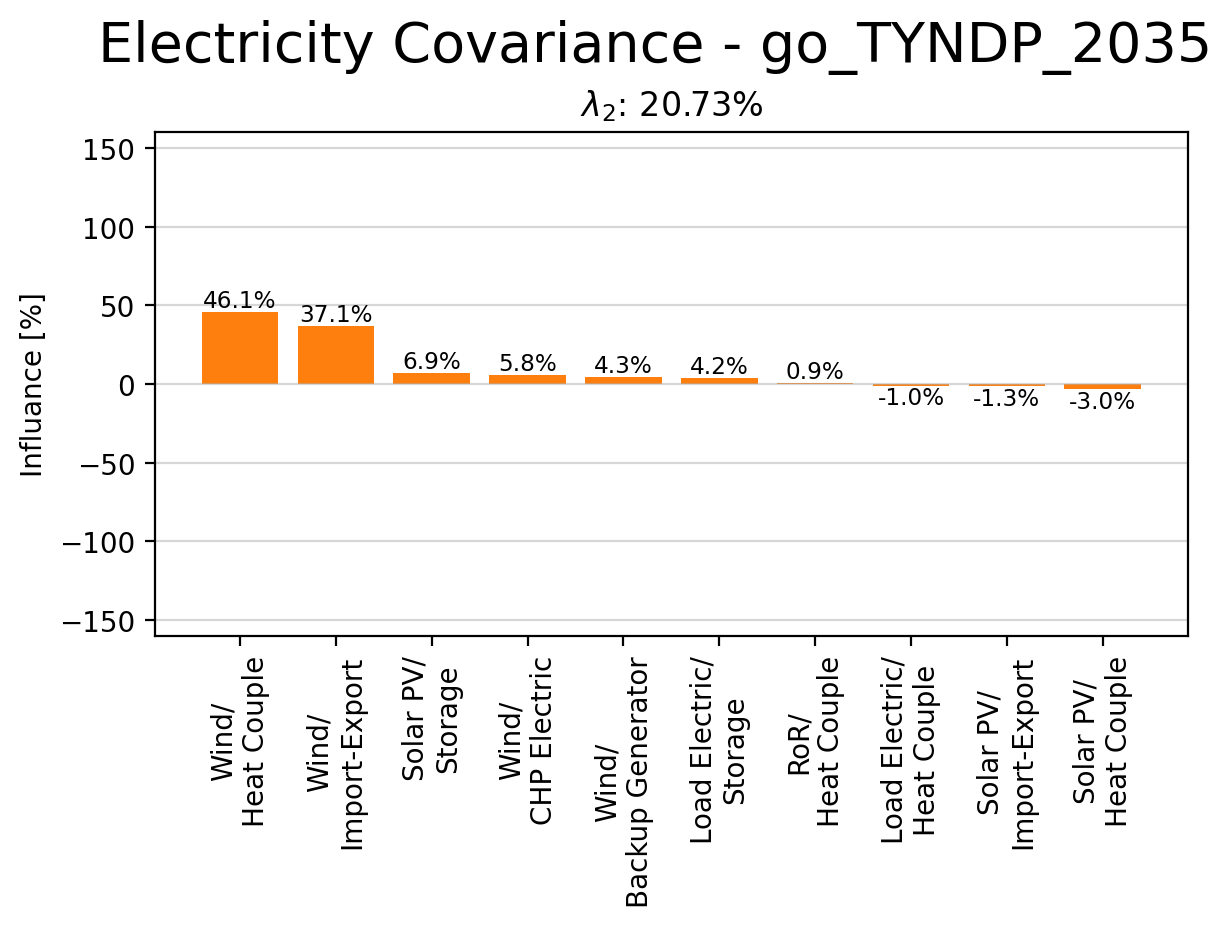 Electricity Covariance - go_TYNDP_2035
λ₂: 20.73%
Influance [%]
150
100
50
0
−50
−100
−150
46.1%
37.1%
6.9%
5.8%
4.3%
4.2%
0.9%
-1.0%
-1.3%
-3.0%
Wind/
Heat Couple
Wind/
Import-Export
Solar PV/
Storage
Wind/
CHP Electric
Wind/
Backup Generator
Load Electric/
Storage
RoR/
Heat Couple
Load Electric/
Heat Couple
Solar PV/
Import-Export
Solar PV/
Heat Couple